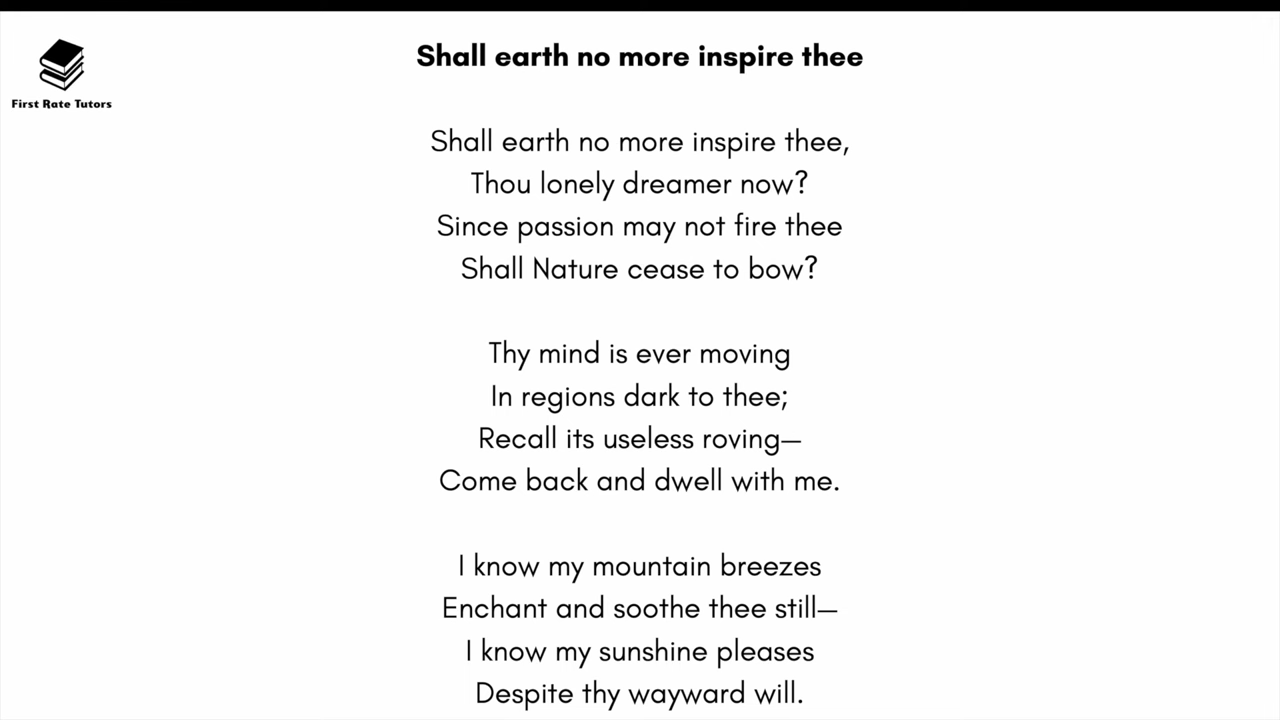 First Rate Tutors
Shall earth no more inspire thee
Shall earth no more inspire thee,
Thou lonely dreamer now?
Since passion may not fire thee
Shall Nature cease to bow?
Thy mind is ever moving
In regions dark to thee;
Recall its useless roving—
Come back and dwell with me.
I know my mountain breezes
Enchant and soothe thee still—
I know my sunshine pleases
Despite thy wayward will.